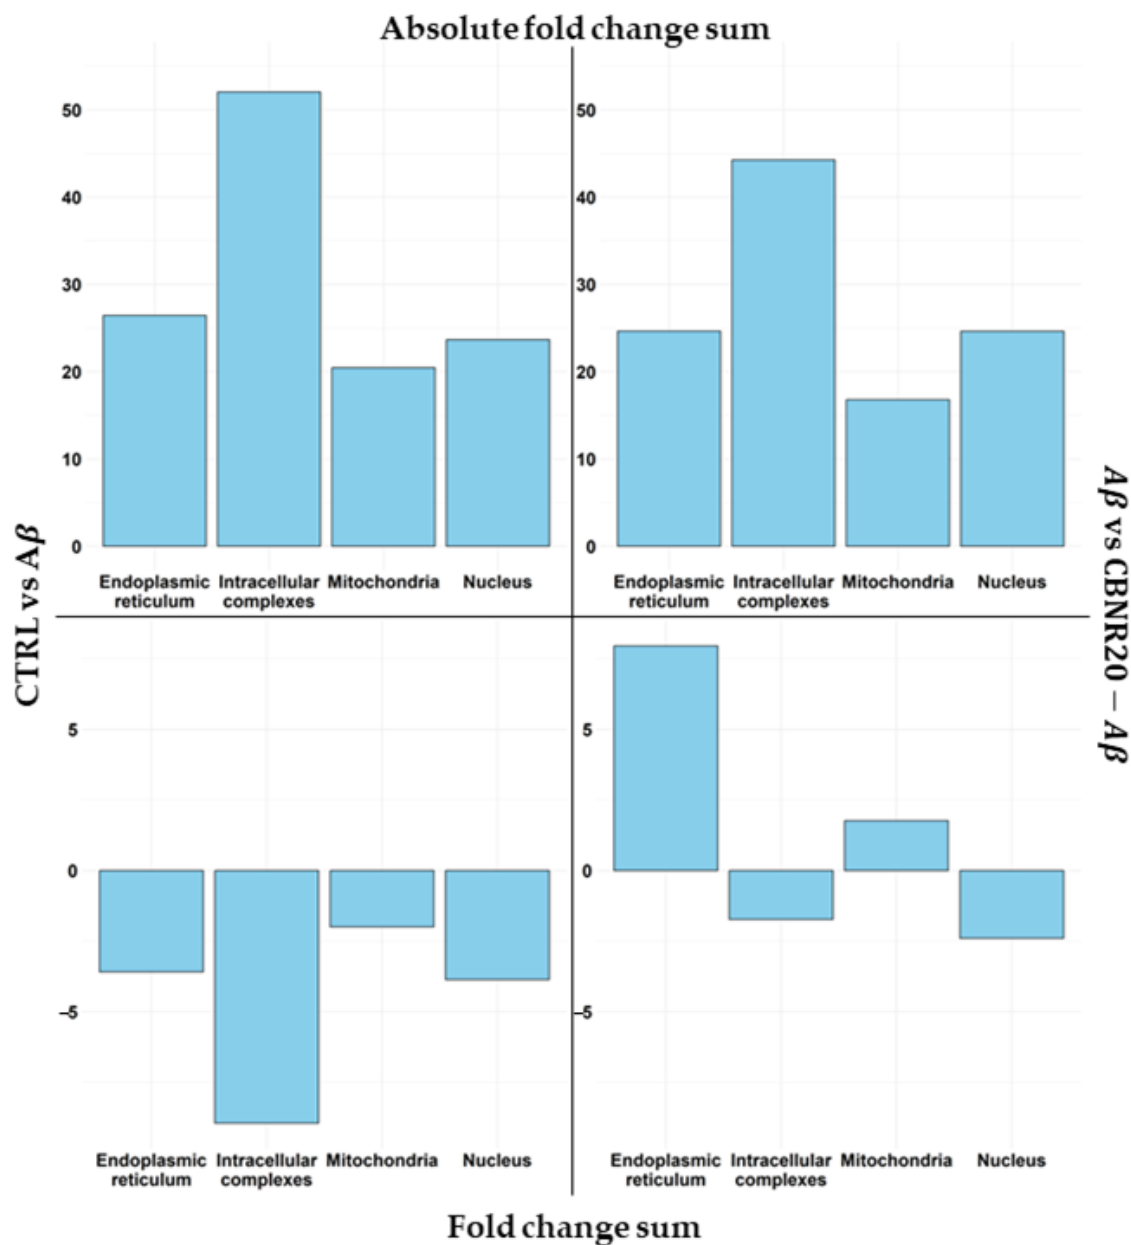 Absolute fold change sum
50
40
30
20
10
0
Endoplasmic Intracellular Mitochondria Nucleus
reticulum complexes
50
40
30
20
10
0
Endoplasmic Intracellular Mitochondria Nucleus
reticulum complexes
CTRL vs Aβ
Aβ vs CBNR20 − Aβ
5
0
−5
Endoplasmic Intracellular Mitochondria Nucleus
reticulum complexes
5
0
−5
Endoplasmic Intracellular Mitochondria Nucleus
reticulum complexes
Fold change sum